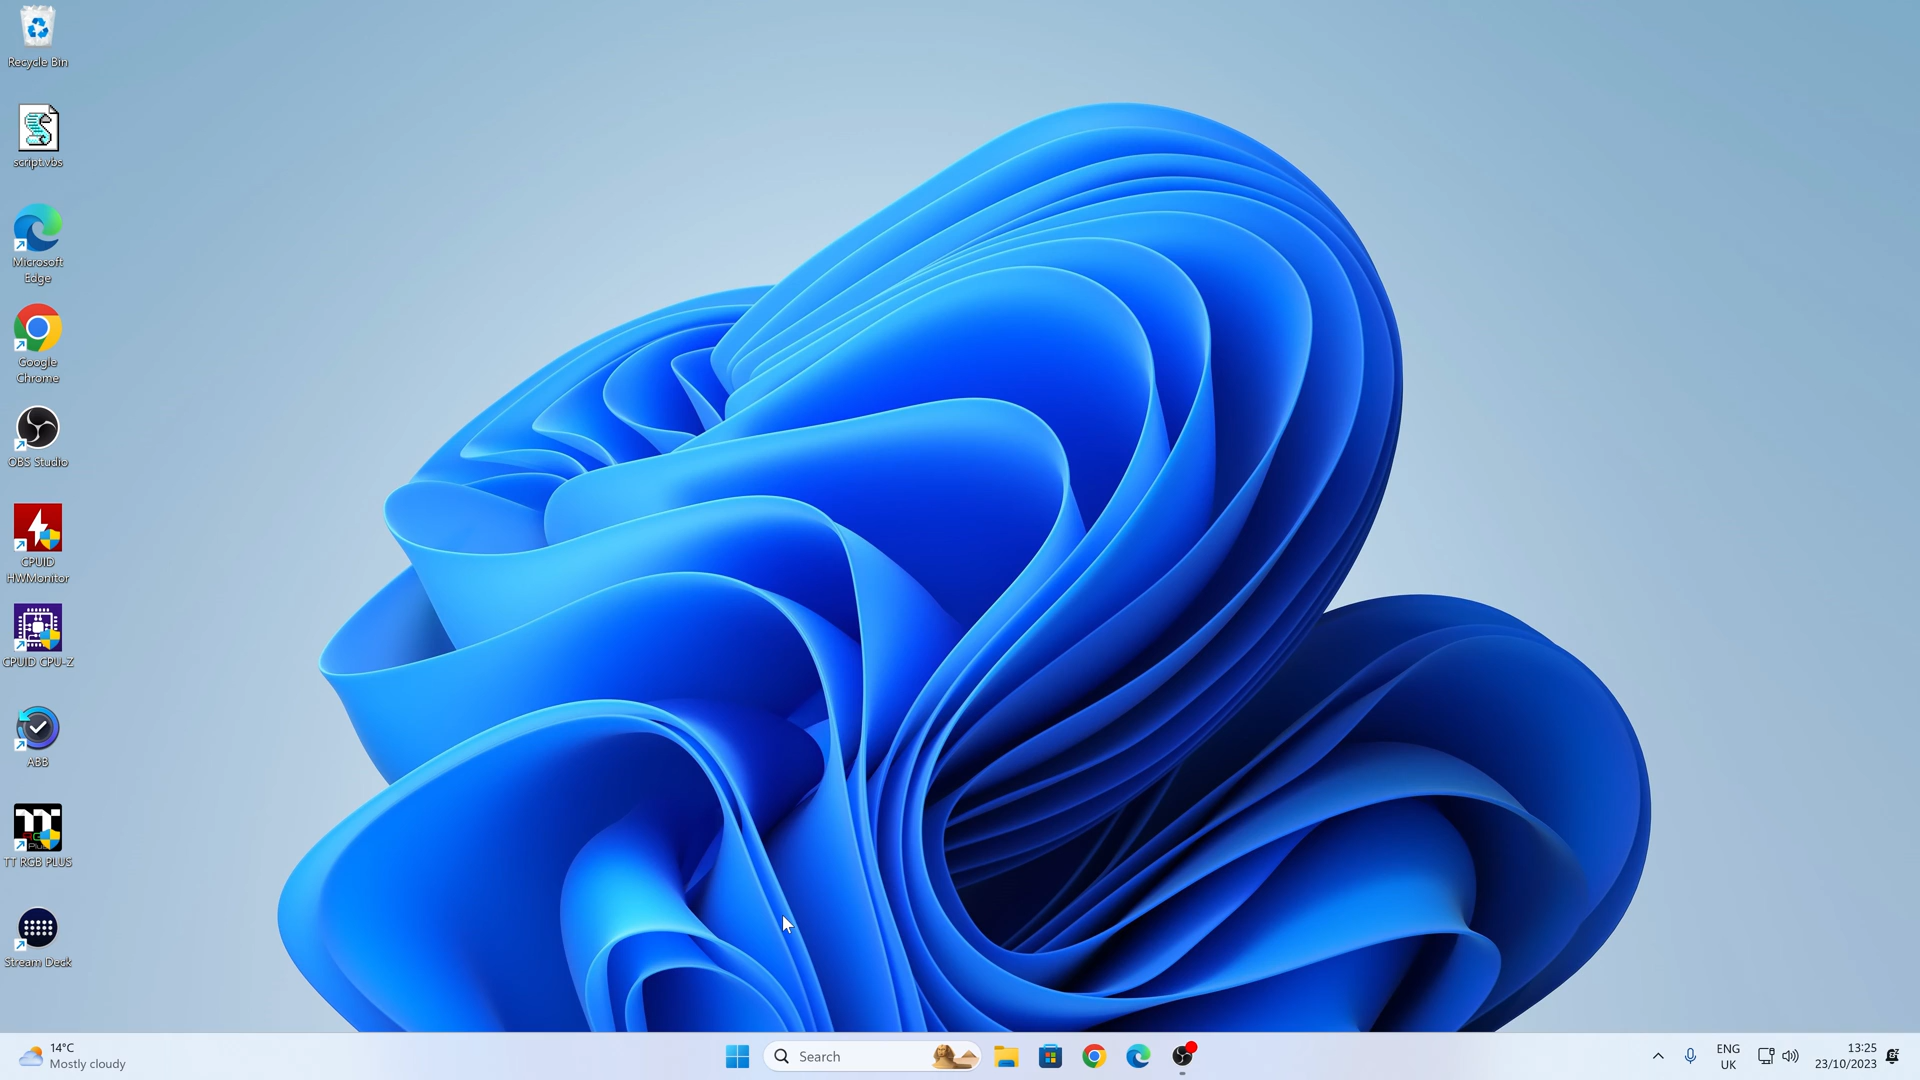 Recycle Bin
script.vbs
Microsoft
Edge
Google
Chrome
OBS Studio
CPUID
HWMonitor
CPUID CPU-Z
ABB
TT RGB PLUS
Stream Deck
14°C
Mostly cloudy
Search
ENG
UK
13:25
23/10/2023